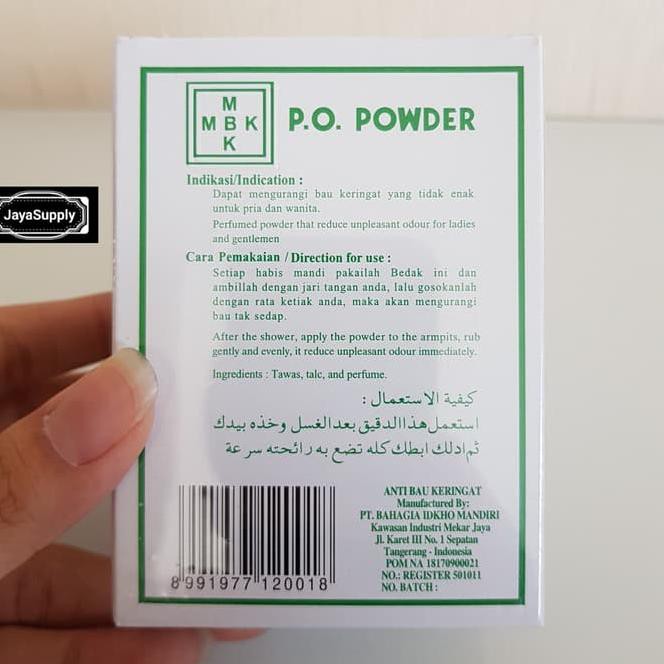 JayaSupply
M
M B K
K
P.O. POWDER
Indikasi/Indication :
Dapat mengurangi bau keringat yang tidak enak
untuk pria dan wanita.
Perfumed powder that reduce unpleasant odour for ladies
and gentlemen
Cara Pemakaian / Direction for use :
Setiap habis mandi pakailah Bedak ini dan
ambillah dengan jari tangan anda, lalu gosokanlah
dengan rata ketiak anda, maka akan mengurangi
bau tak sedap.
After the shower, apply the powder to the armpits, rub
gently and evenly, it reduce unpleasant odour immediately.
Ingredients : Tawas, talc, and perfume.
كيفية الاستعمال :
استعمل هذا الدقيق بعد الغسل وخذه بيدك
ثم ادلك ابطك كله تضع به رائحته سرعة
ANTI BAU KERINGAT
Manufactured By:
PT. BAHAGIA IDKHO MANDIRI
Kawasan Industri Mekar Jaya
Jl. Karet III No. 1 Sepatan
Tangerang - Indonesia
POM NA 18170900021
NO.: REGISTER 501011
NO. BATCH :
8 991977 120018